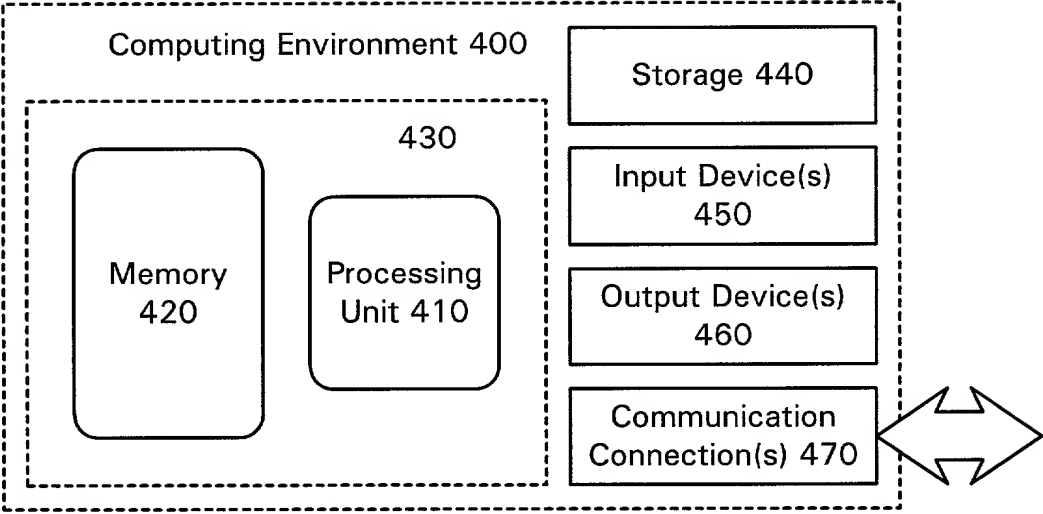 Computing Environment 400
430
Memory
420
Processing
Unit 410
Storage 440
Input Device(s)
450
Output Device(s)
460
Communication
Connection(s) 470